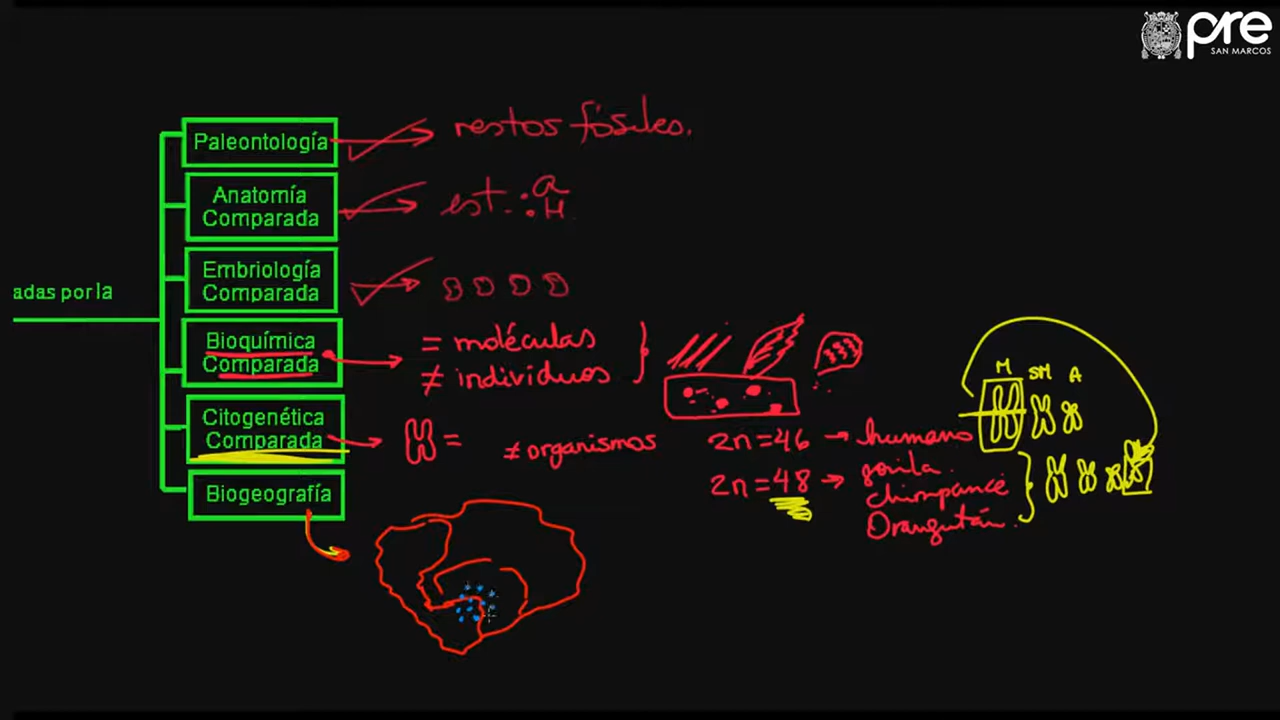 pre
SAN MARCOS
Paleontología
restos fósiles.
Anatomía
Comparada
est. : a
H
adas por la
Embriología
Comparada
Bioquímica
Comparada
= moléculas
≠ individuos
Citogenética
Comparada
=
≠ organismos
2n=46 → humano
2n=48 → gorila
chimpancé
Orangután.
M SM A
Biogeografía